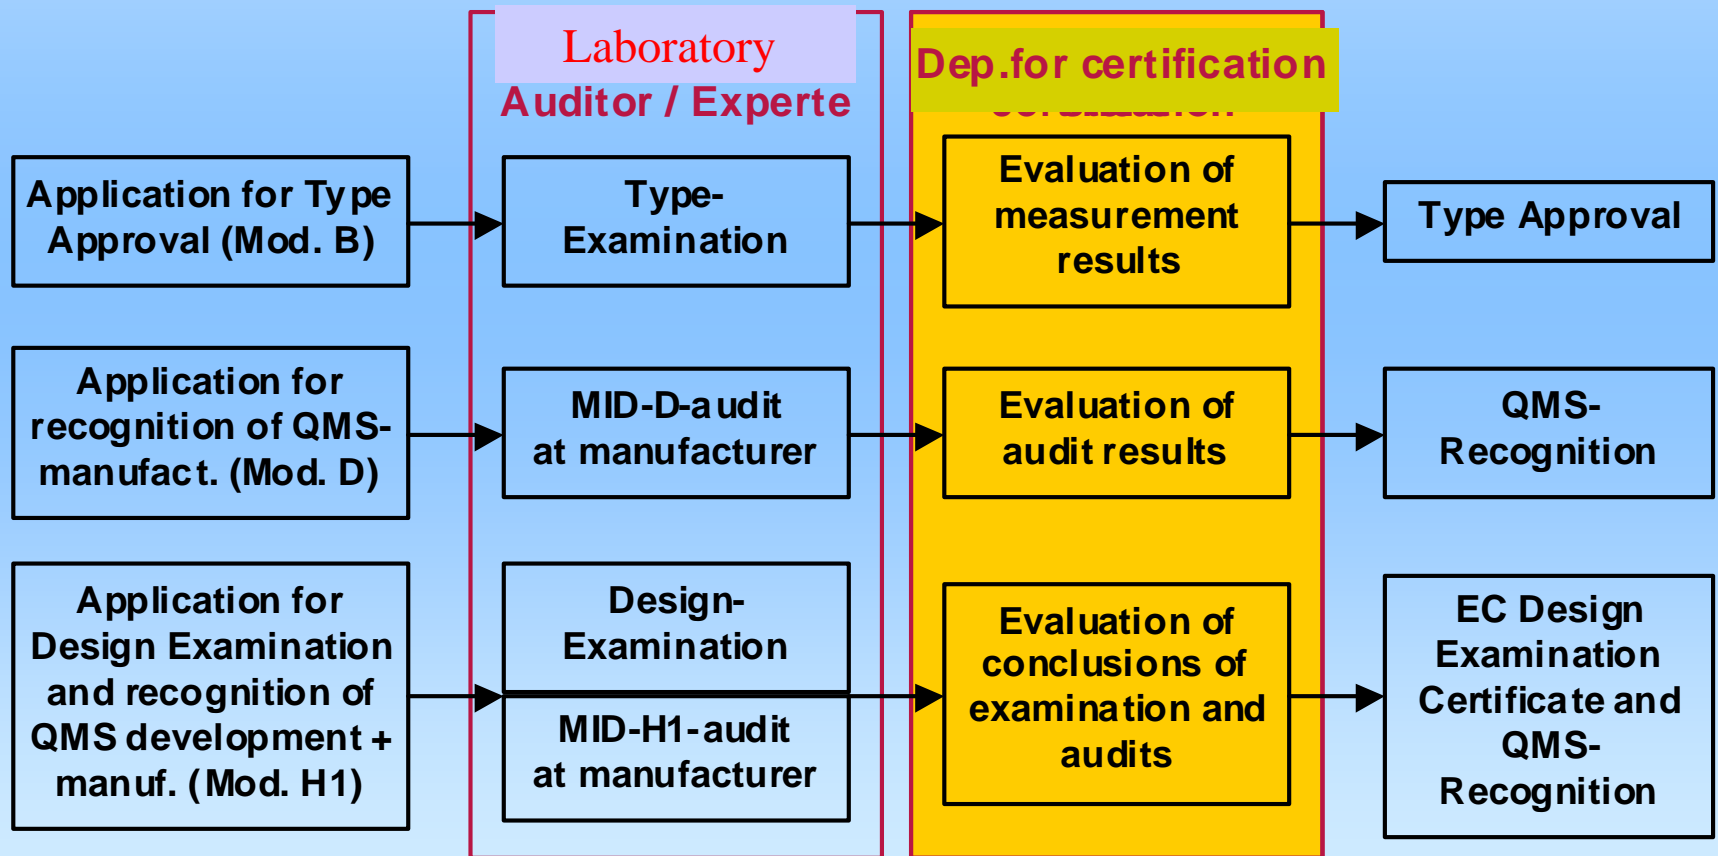 Laboratory
Auditor / Experte
Dep.for certification
Application for Type
Approval (Mod. B)
Type-
Examination
Evaluation of
measurement
results
Type Approval
Application for
recognition of QMS-
manufact. (Mod. D)
MID-D-audit
at manufacturer
Evaluation of
audit results
QMS-
Recognition
Application for
Design Examination
and recognition of
QMS development +
manuf. (Mod. H1)
Design-
Examination
MID-H1-audit
at manufacturer
Evaluation of
conclusions of
examination and
audits
EC Design
Examination
Certificate and
QMS-
Recognition